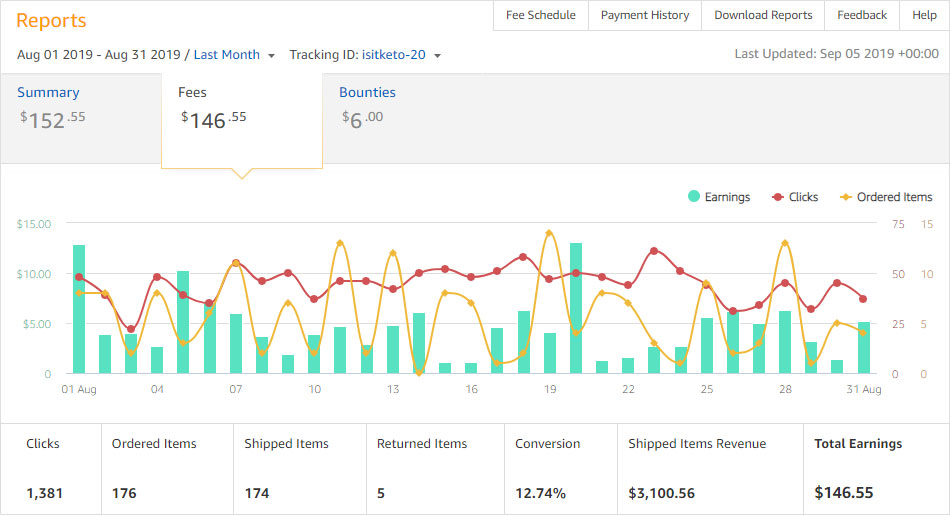 Reports
Fee Schedule Payment History Download Reports Feedback Help
Aug 01 2019 - Aug 31 2019 / Last Month Tracking ID: isitketo-20 Last Updated: Sep 05 2019 +00:00
Summary Fees Bounties
$152.55 $146.55 $6.00
Earnings Clicks Ordered Items
$15.00 75 15
$10.00 50 10
$5.00 25 5
0 0 0
01 Aug 04 07 10 13 16 19 22 25 28 31 Aug
Clicks Ordered Items Shipped Items Returned Items Conversion Shipped Items Revenue Total Earnings
1,381 176 174 5 12.74% $3,100.56 $146.55